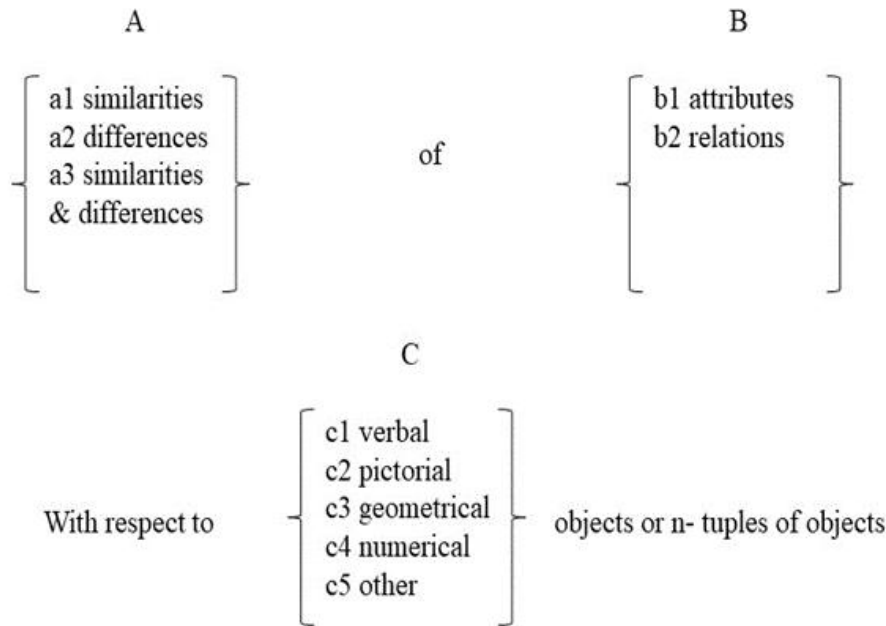 A
B
a1 similarities
a2 differences
a3 similarities
& differences
of
b1 attributes
b2 relations
C
With respect to
c1 verbal
c2 pictorial
c3 geometrical
c4 numerical
c5 other
objects or n- tuples of objects